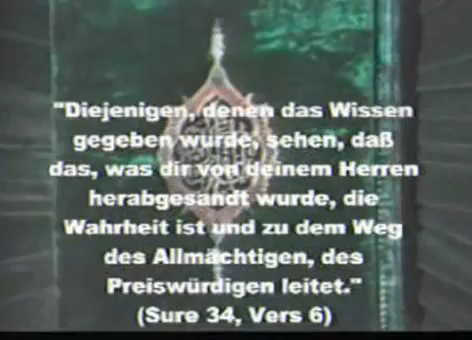 "Diejenigen, denen das Wissen
gegeben wurde, sehen, daß
das, was dir von deinem Herren
herabgesandt wurde, die
Wahrheit ist und zu dem Weg
des Allmächtigen, des
Preiswürdigen leitet."
(Sure 34, Vers 6)